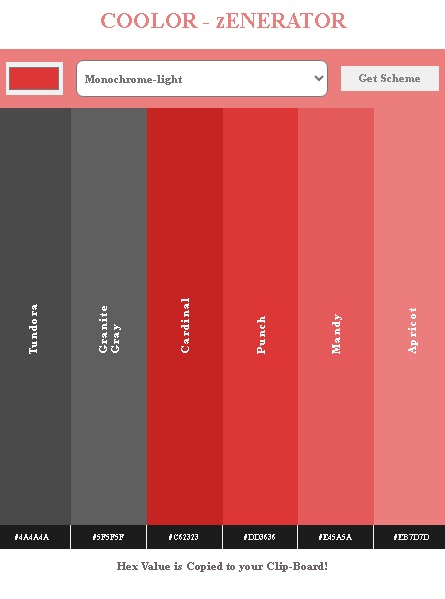 COOLOR - zENERATOR
Monochrome-light
Get Scheme
Tundora
Granite
Gray
Cardinal
Punch
Mandy
Apricot
#4A4A4A
#5F5F5F
#C62323
#DD3636
#E45A5A
#EB7D7D
Hex Value is Copied to your Clip-Board!